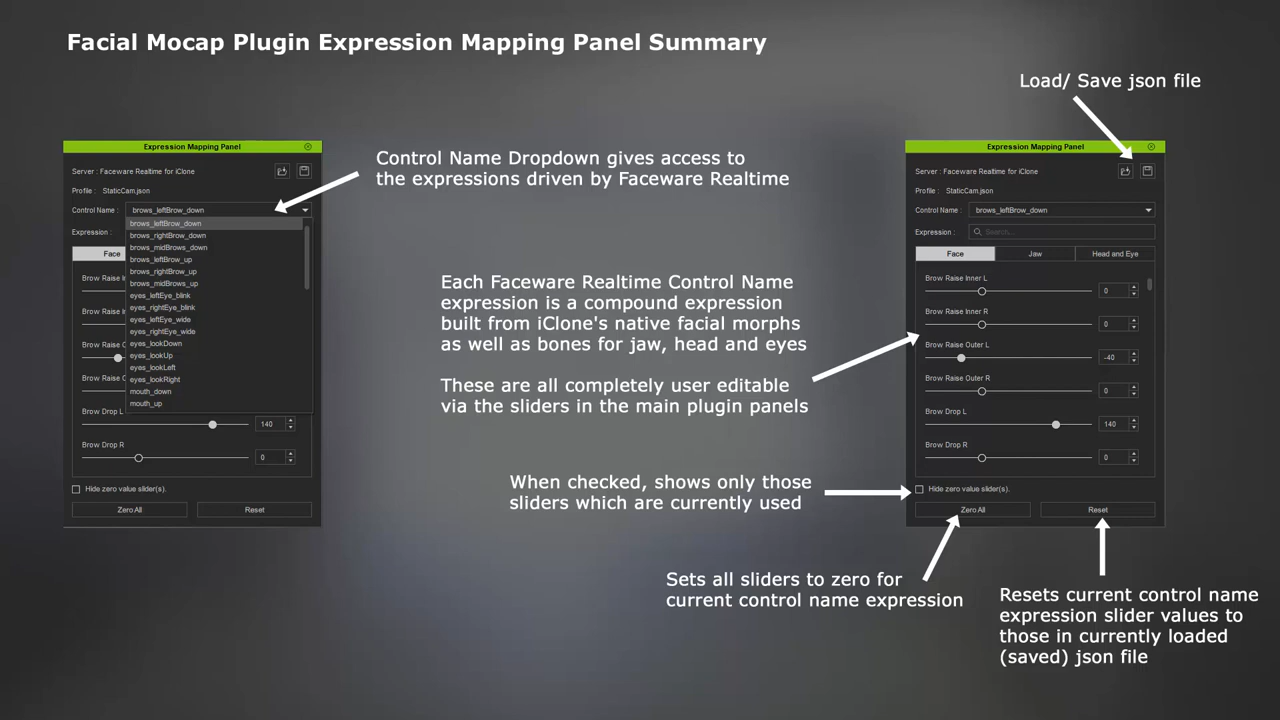 Facial Mocap Plugin Expression Mapping Panel Summary
Load/ Save json file
Expression Mapping Panel
Server : Faceware Realtime for iClone
Profile : StaticCam.json
Control Name : brows_leftBrow_down
brows_leftBrow_down
brows_rightBrow_down
brows_midBrows_down
brows_leftBrow_up
brows_rightBrow_up
brows_midBrows_up
eyes_leftEye_blink
eyes_rightEye_blink
eyes_leftEye_wide
eyes_rightEye_wide
eyes_lookDown
eyes_lookUp
eyes_lookLeft
eyes_lookRight
mouth_down
mouth_up
Expression :
Face
Brow Raise In
Brow Raise In
Brow Raise O
Brow Raise O
Brow Drop L
140
Brow Drop R
0
Hide zero value slider(s).
Zero All Reset
Control Name Dropdown gives access to
the expressions driven by Faceware Realtime
Each Faceware Realtime Control Name
expression is a compound expression
built from iClone's native facial morphs
as well as bones for jaw, head and eyes
These are all completely user editable
via the sliders in the main plugin panels
When checked, shows only those
sliders which are currently used
Sets all sliders to zero for
current control name expression
Expression Mapping Panel
Server : Faceware Realtime for iClone
Profile : StaticCam.json
Control Name : brows_leftBrow_down
Expression : Search...
Face Jaw Head and Eye
Brow Raise Inner L
0
Brow Raise Inner R
0
Brow Raise Outer L
-40
Brow Raise Outer R
0
Brow Drop L
140
Brow Drop R
0
Hide zero value slider(s).
Zero All Reset
Resets current control name
expression slider values to
those in currently loaded
(saved) json file